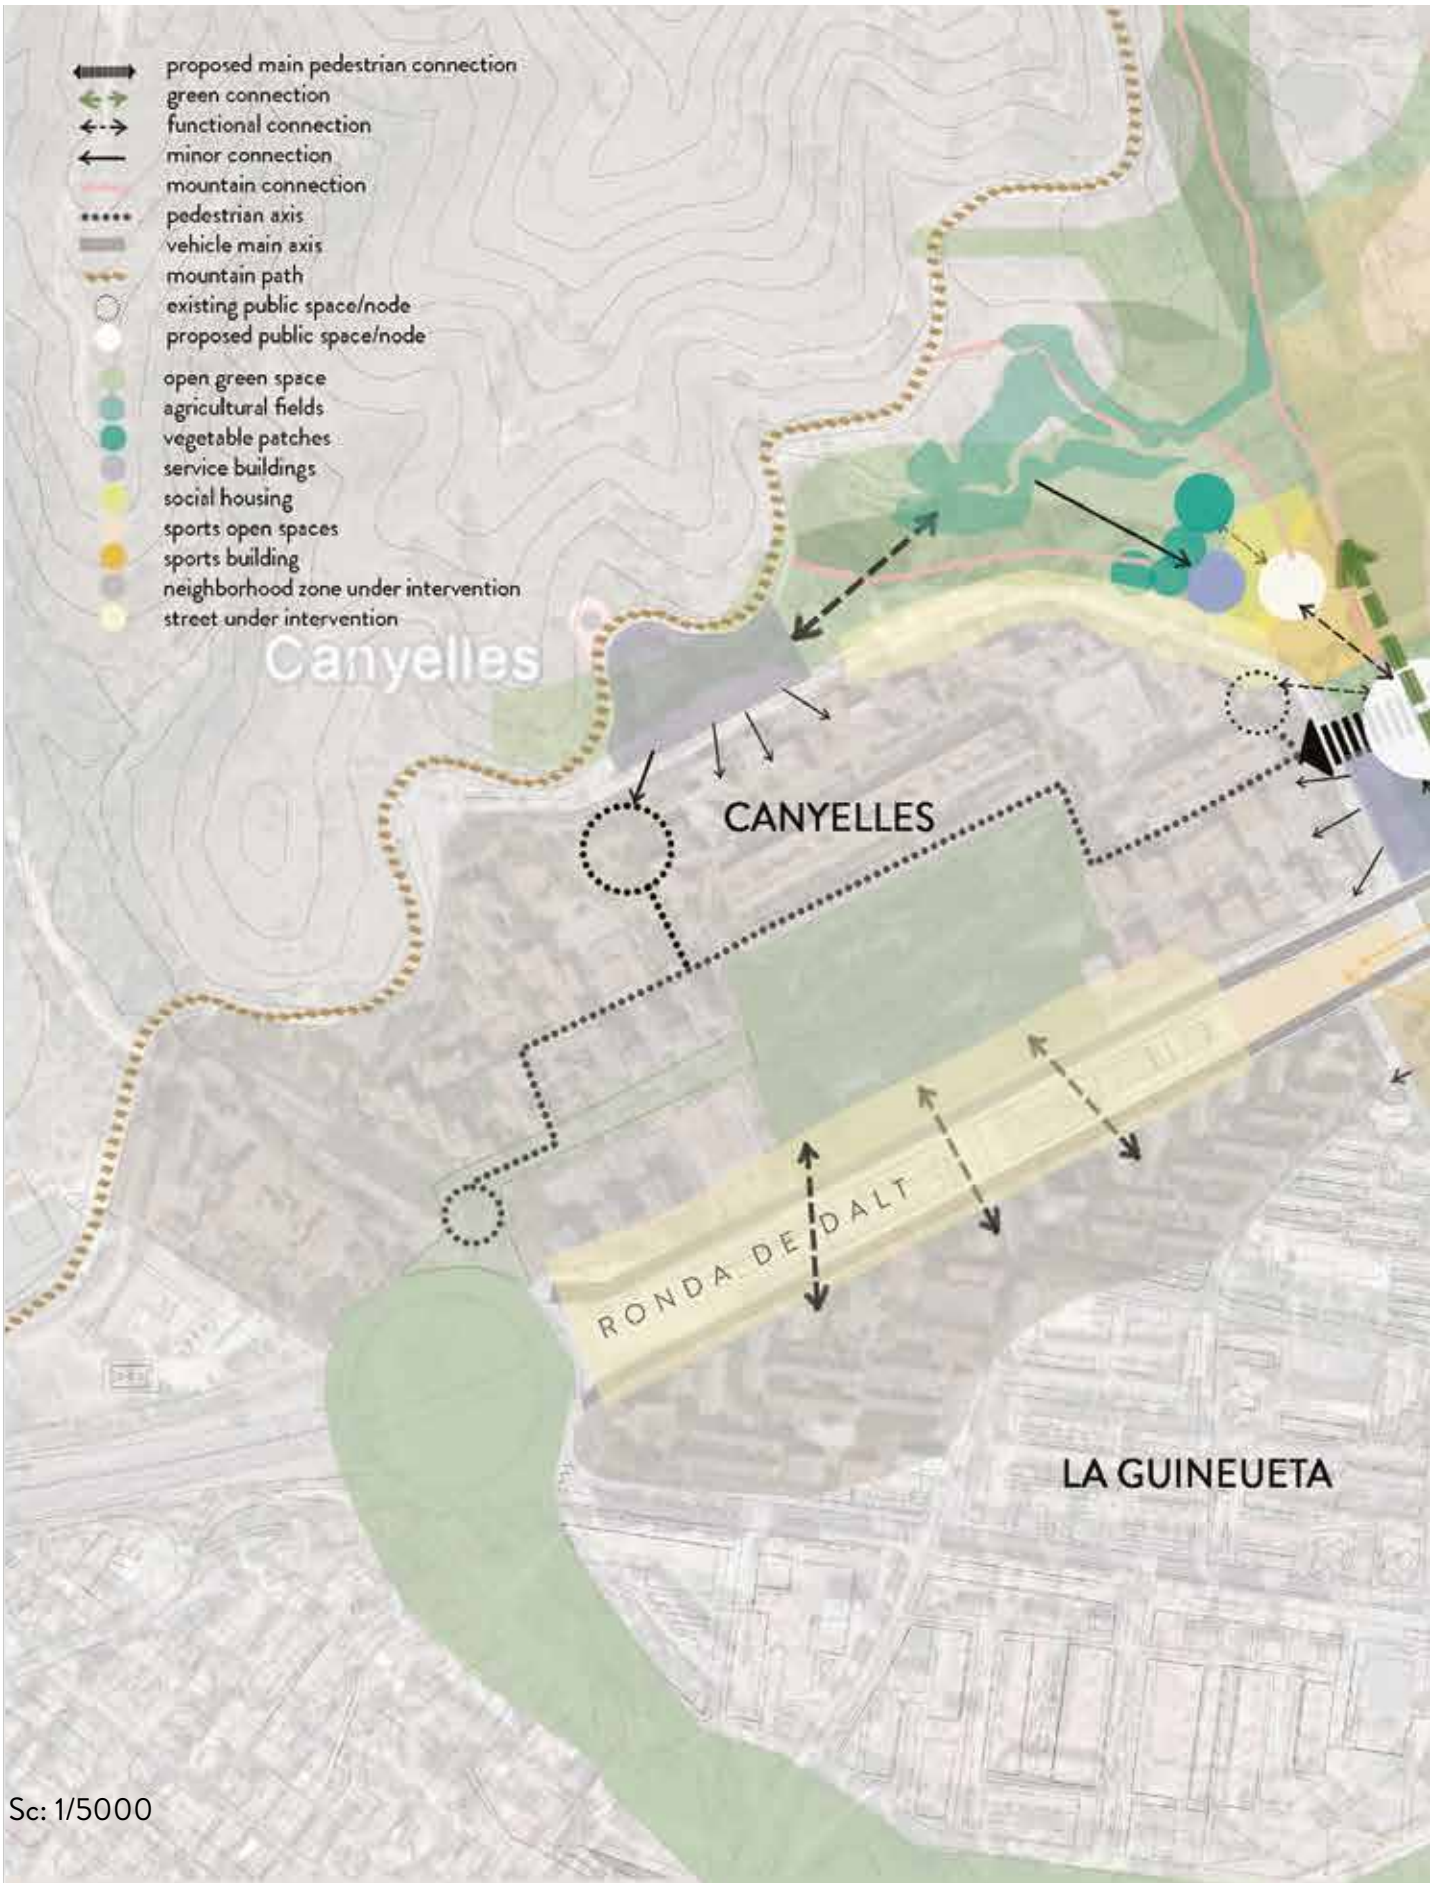 proposed main pedestrian connection
green connection
functional connection
minor connection
mountain connection
pedestrian axis
vehicle main axis
mountain path
existing public space/node
proposed public space/node
open green space
agricultural fields
vegetable patches
service buildings
social housing
sports open spaces
sports building
neighborhood zone under intervention
street under intervention
Canyelles
CANYELLES
RONDA DE DALT
LA GUINEUETA
Sc: 1/5000